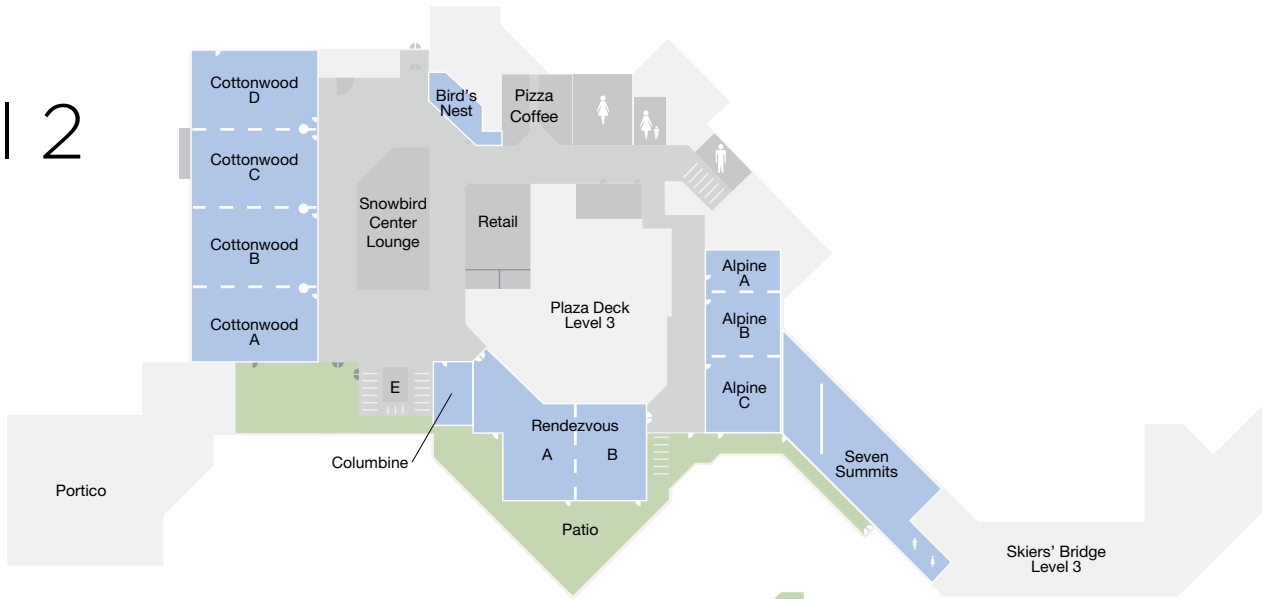 l 2
Cottonwood
D
Cottonwood
C
Cottonwood
B
Cottonwood
A
Bird's
Nest
Pizza
Coffee
Snowbird
Center
Lounge
Retail
Plaza Deck
Level 3
Alpine
A
Alpine
B
Alpine
C
E
Columbine
Rendezvous
A B
Seven
Summits
Portico
Patio
Skiers' Bridge
Level 3